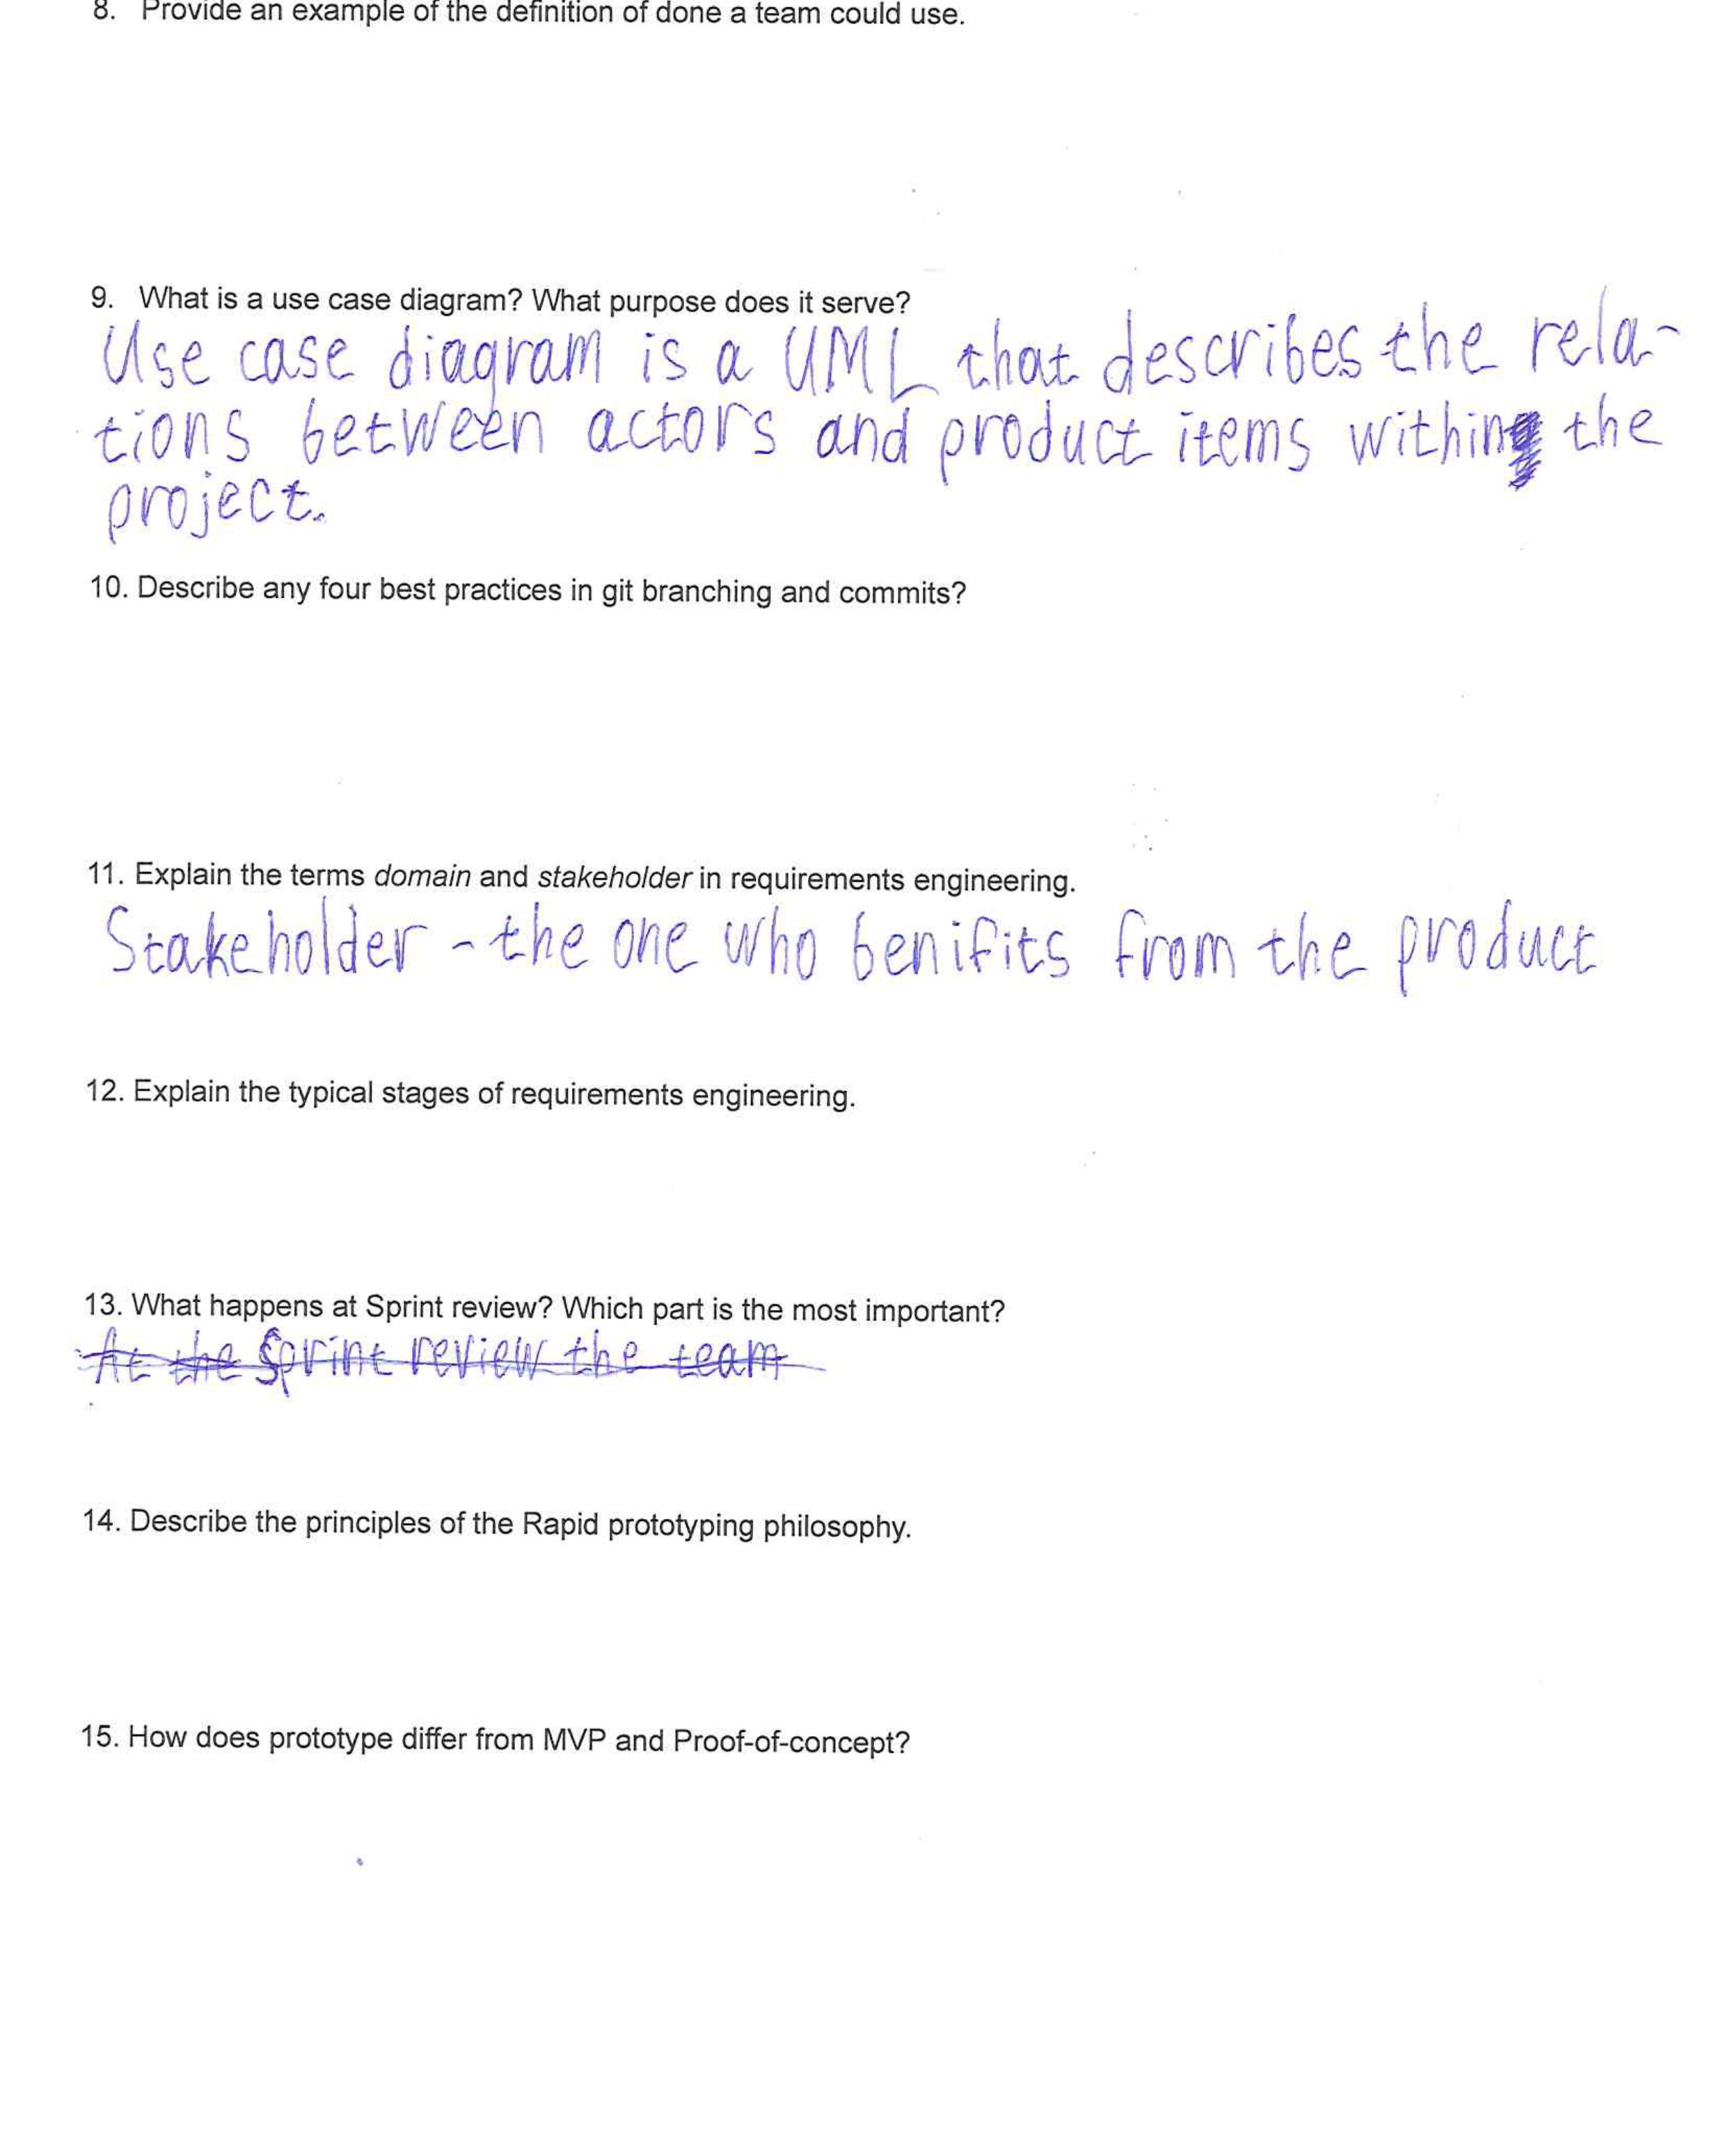 8. Provide an example of the definition of done a team could use.
9. What is a use case diagram? What purpose does it serve?
Use case diagram is a UML that describes the rela-
tions between actors and product items within the
project.
10. Describe any four best practices in git branching and commits?
11. Explain the terms domain and stakeholder in requirements engineering.
Stakeholder - the one who benifits from the product
12. Explain the typical stages of requirements engineering.
13. What happens at Sprint review? Which part is the most important?
At the Sprint review the team
14. Describe the principles of the Rapid prototyping philosophy.
15. How does prototype differ from MVP and Proof-of-concept?